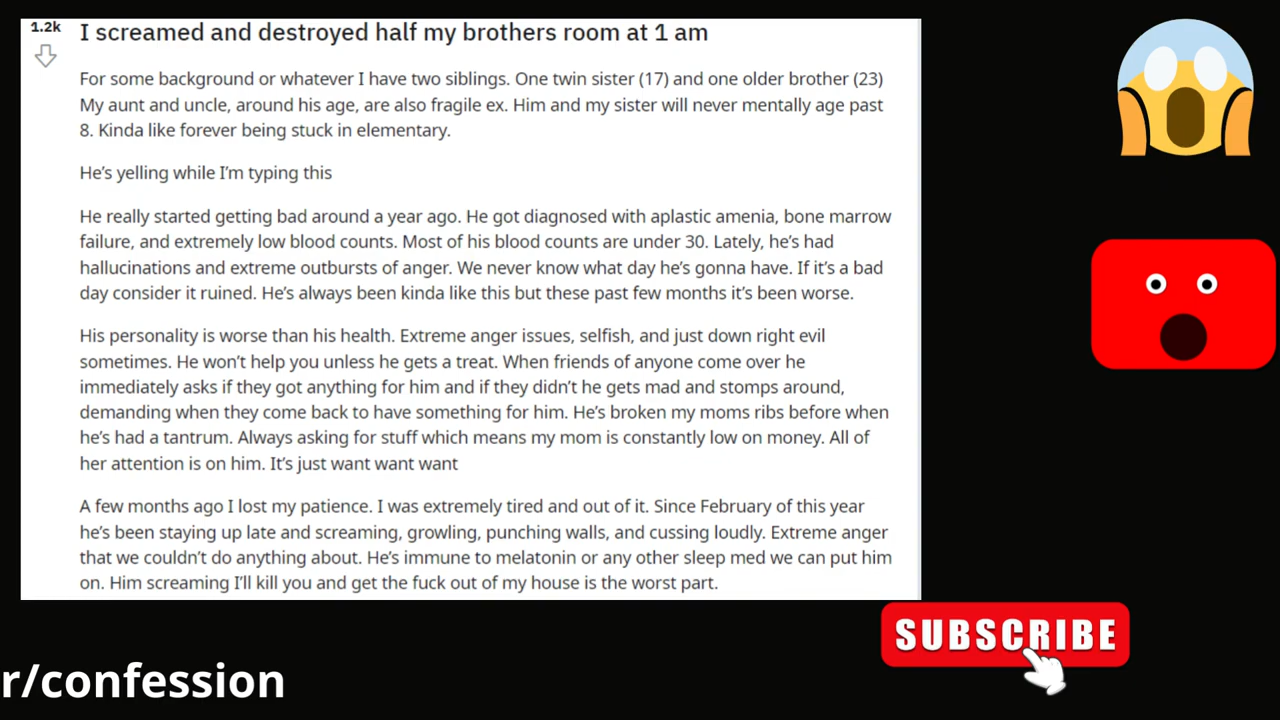 1.2k
I screamed and destroyed half my brothers room at 1 am
For some background or whatever I have two siblings. One twin sister (17) and one older brother (23)
My aunt and uncle, around his age, are also fragile ex. Him and my sister will never mentally age past
8. Kinda like forever being stuck in elementary.
He's yelling while I'm typing this
He really started getting bad around a year ago. He got diagnosed with aplastic amenia, bone marrow
failure, and extremely low blood counts. Most of his blood counts are under 30. Lately, he's had
hallucinations and extreme outbursts of anger. We never know what day he's gonna have. If it's a bad
day consider it ruined. He's always been kinda like this but these past few months it's been worse.
His personality is worse than his health. Extreme anger issues, selfish, and just down right evil
sometimes. He won't help you unless he gets a treat. When friends of anyone come over he
immediately asks if they got anything for him and if they didn't he gets mad and stomps around,
demanding when they come back to have something for him. He's broken my moms ribs before when
he's had a tantrum. Always asking for stuff which means my mom is constantly low on money. All of
her attention is on him. It's just want want want
A few months ago I lost my patience. I was extremely tired and out of it. Since February of this year
he's been staying up late and screaming, growling, punching walls, and cussing loudly. Extreme anger
that we couldn't do anything about. He's immune to melatonin or any other sleep med we can put him
on. Him screaming I'll kill you and get the fuck out of my house is the worst part.
SUBSCRIBE
r/confession